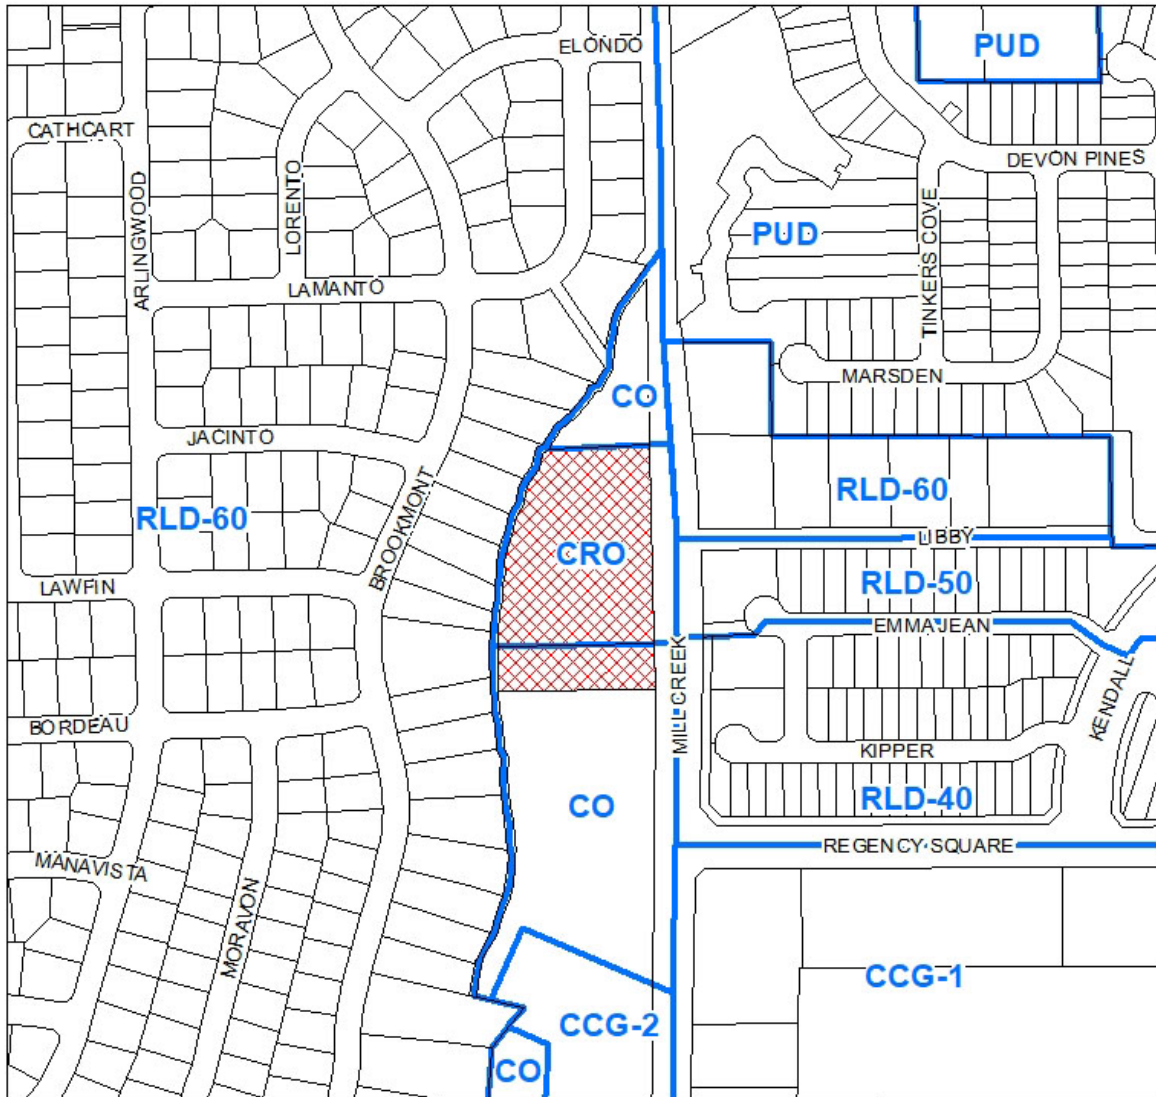 ELONDO
PUD
CATHCART
DEVON PINES
ARLINGWOOD
LORENTO
TINKERS COVE
PUD
LAMANTO
MARSDEN
CO
JACINTO
RLD-60
RLD-60
BROOKMONT
LIBBY
CRO
LAWFIN
RLD-50
EMMAJEAN
MILL CREEK
KENDALL
BORDEAU
KIPPER
CO
RLD-40
REGENCY SQUARE
MANAVISTA
MORAVON
CCG-1
CCG-2
CO